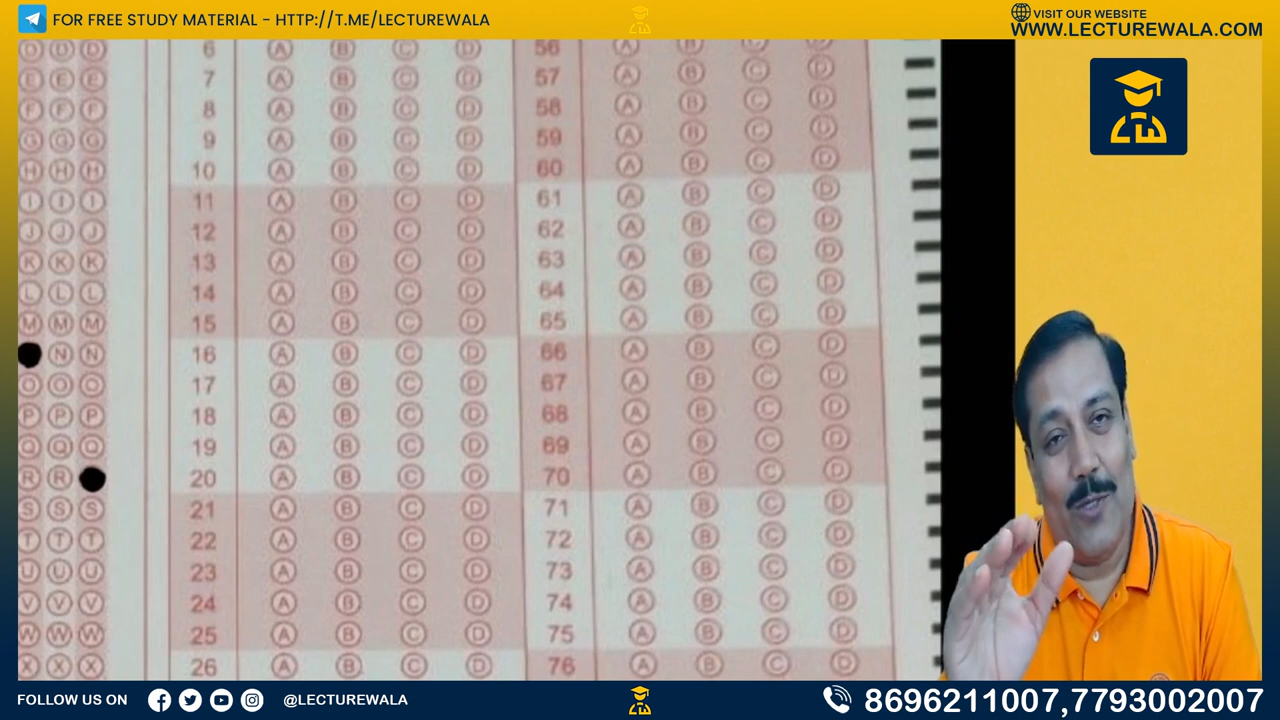 FOR FREE STUDY MATERIAL - HTTP://T.ME/LECTUREWALA
VISIT OUR WEBSITE
WWW.LECTUREWALA.COM
D D D 6 A B C D 56 A B C D
E E E 7 A B C D 57 A B C D
F F F 8 A B C D 58 A B C D
G G G 9 A B C D 59 A B C D
H H H 10 A B C D 60 A B C D
I I I 11 A B C D 61 A B C D
J J J 12 A B C D 62 A B C D
K K K 13 A B C D 63 A B C D
L L L 14 A B C D 64 A B C D
M M M 15 A B C D 65 A B C D
N N 16 A B C D 66 A B C D
O O O 17 A B C D 67 A B C D
P P P 18 A B C D 68 A B C D
Q Q Q 19 A B C D 69 A B C D
R R 20 A B C D 70 A B C D
S S S 21 A B C D 71 A B C D
T T T 22 A B C D 72 A B C D
U U U 23 A B C D 73 A B C D
V V V 24 A B C D 74 A B C D
W W W 25 A B C D 75 A B C D
X X X 26 A B C D 76 A B C D
FOLLOW US ON @LECTUREWALA 8696211007,7793002007